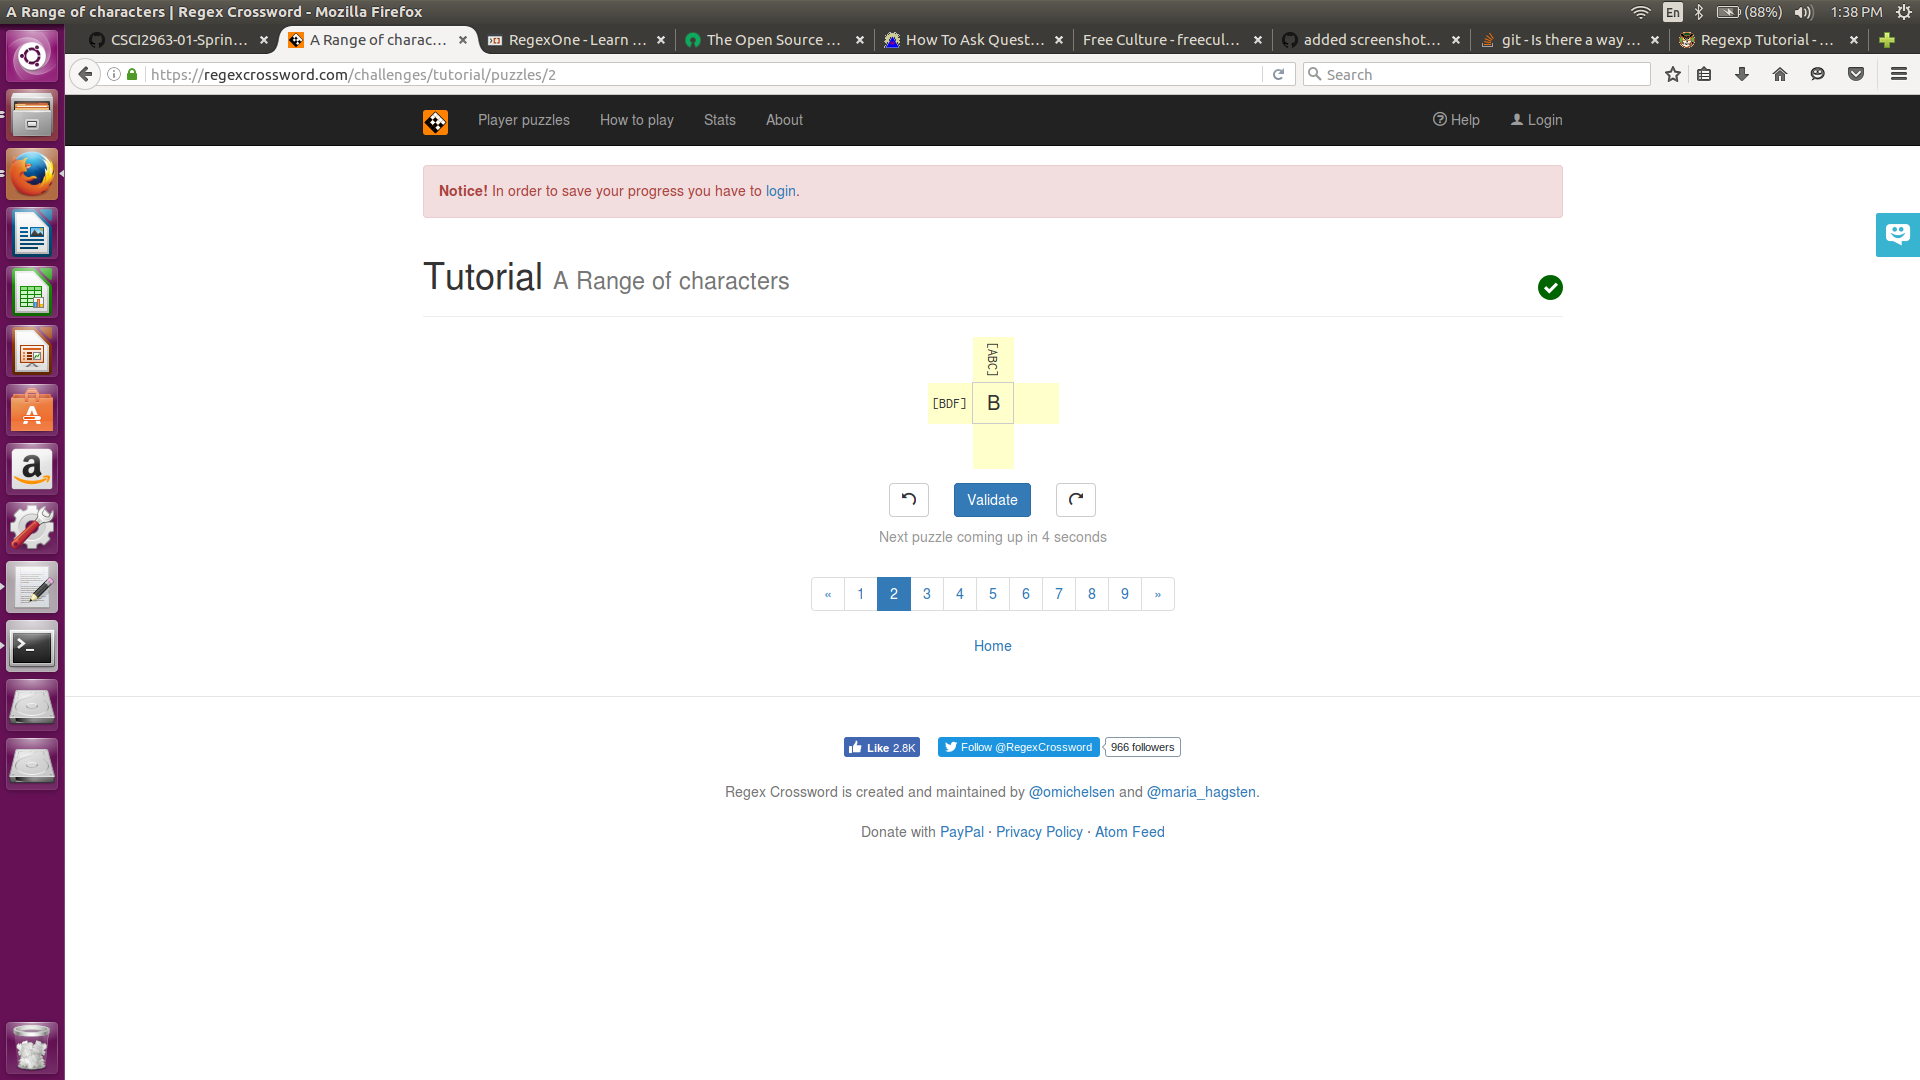 A Range of characters | Regex Crossword - Mozilla Firefox
En (88%) 1:38 PM
CSCI2963-01-Sprin... A Range of charac... RegexOne - Learn ... The Open Source ... How To Ask Quest... Free Culture - freecul... added screenshot... git - Is there a way ... Regexp Tutorial - ...
https://regexcrossword.com/challenges/tutorial/puzzles/2 Search
Player puzzles How to play Stats About Help Login
Notice! In order to save your progress you have to login.
Tutorial A Range of characters
[ABC]
[BDF] B
Validate
Next puzzle coming up in 4 seconds
« 1 2 3 4 5 6 7 8 9 »
Home
Like 2.8K Follow @RegexCrossword 966 followers
Regex Crossword is created and maintained by @omichelsen and @maria_hagsten.
Donate with PayPal · Privacy Policy · Atom Feed